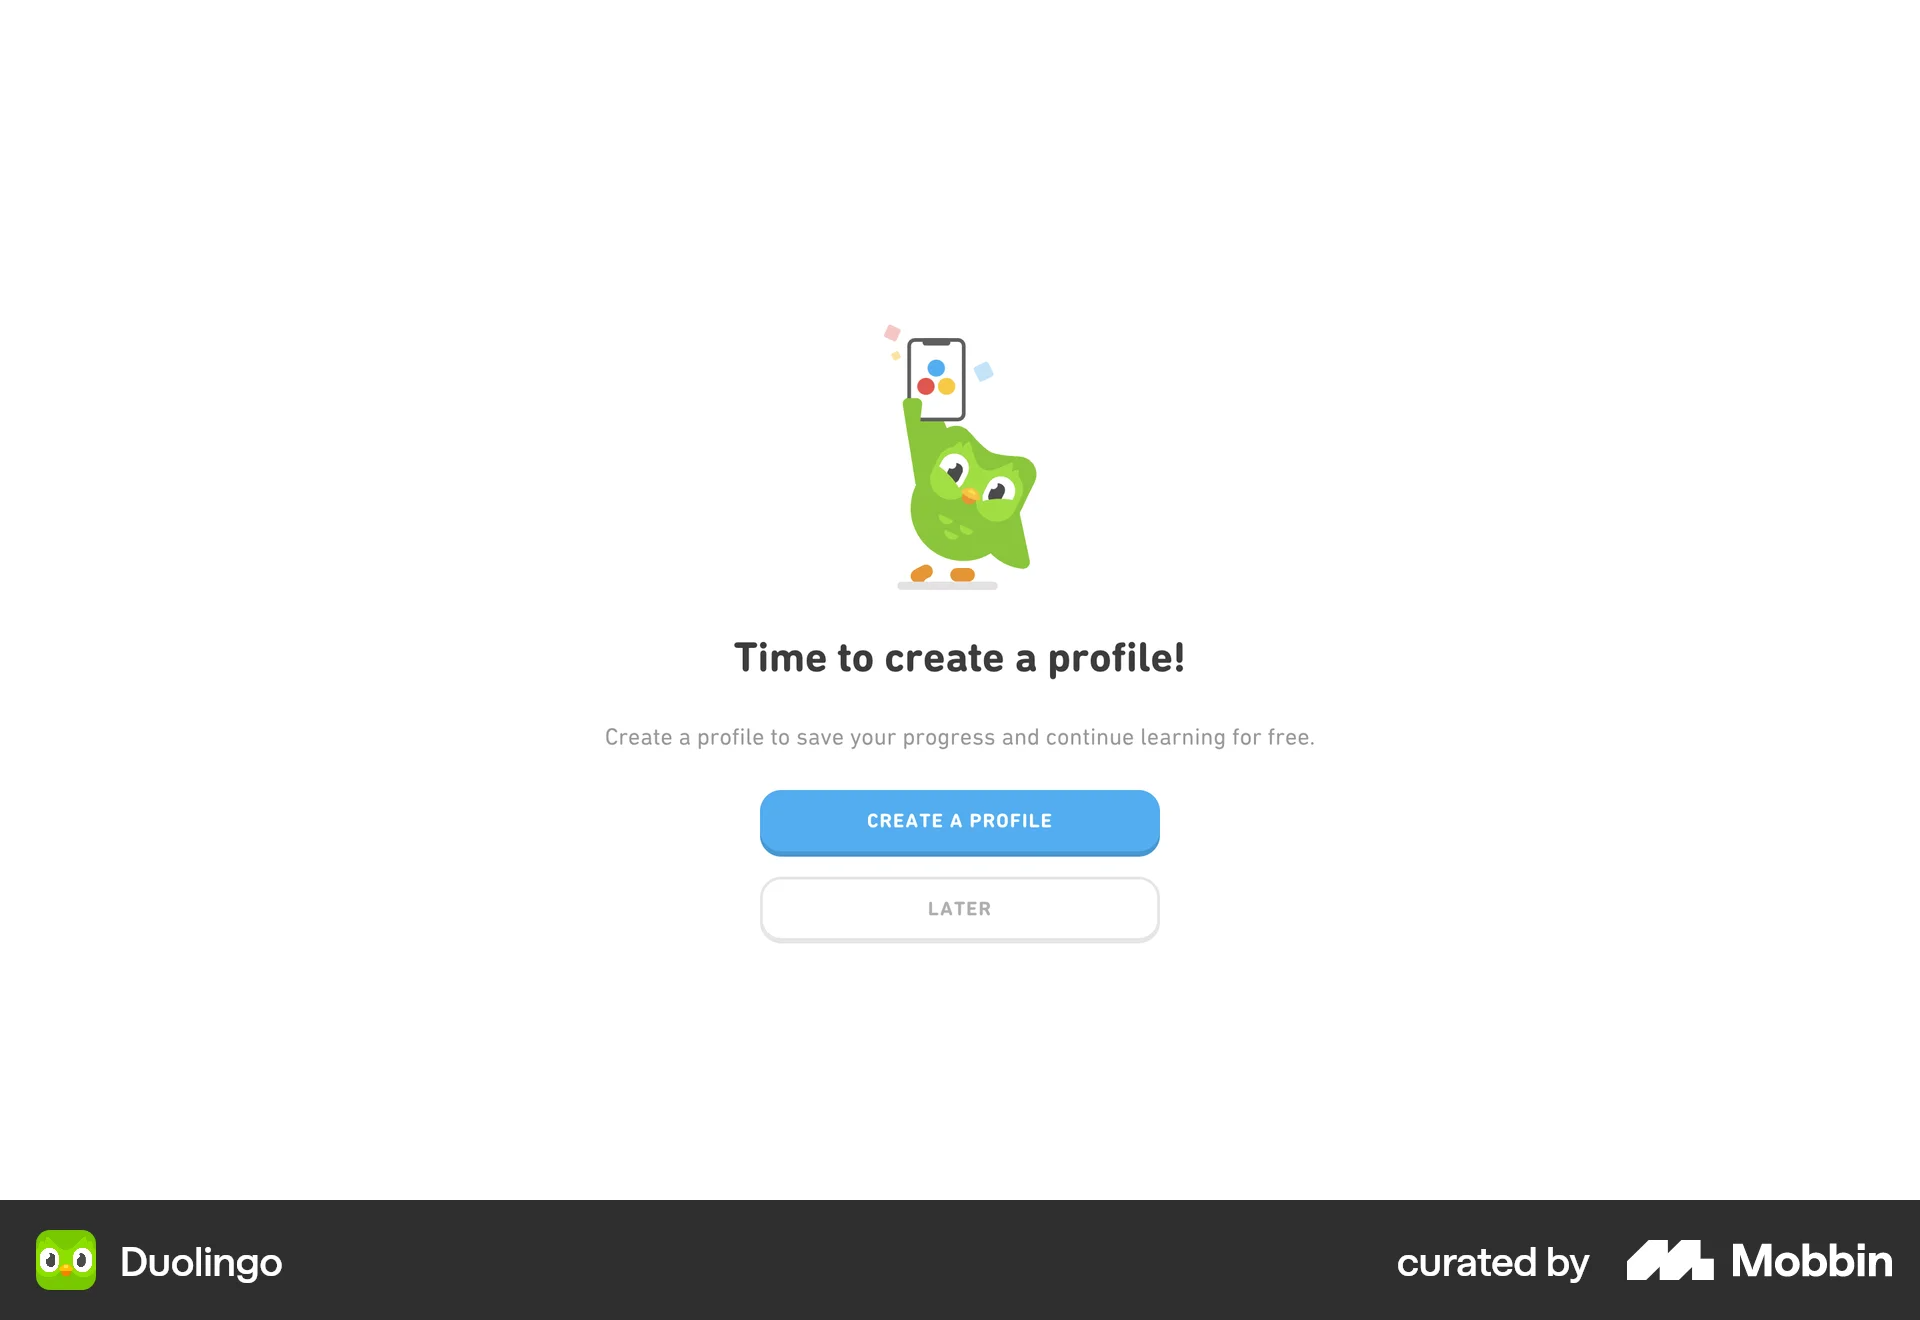 Time to create a profile!
Create a profile to save your progress and continue learning for free.
CREATE A PROFILE
LATER
Duolingo
curated by Mobbin